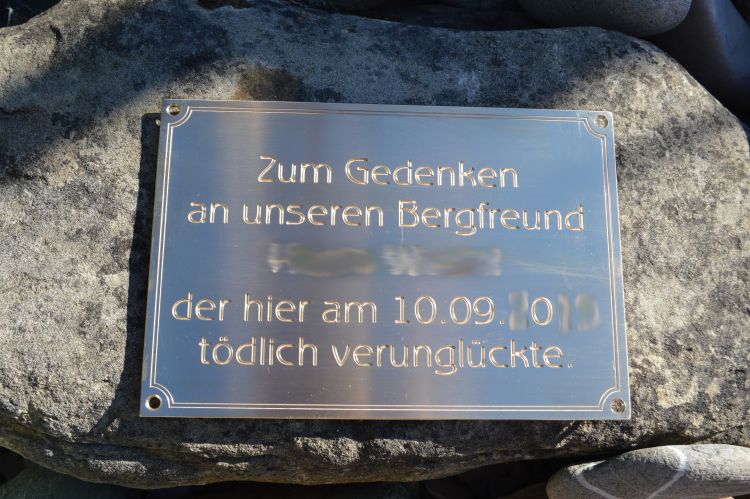 Zum Gedenken
an unseren Bergfreund
der hier am 10.09.
tödlich verunglückte.